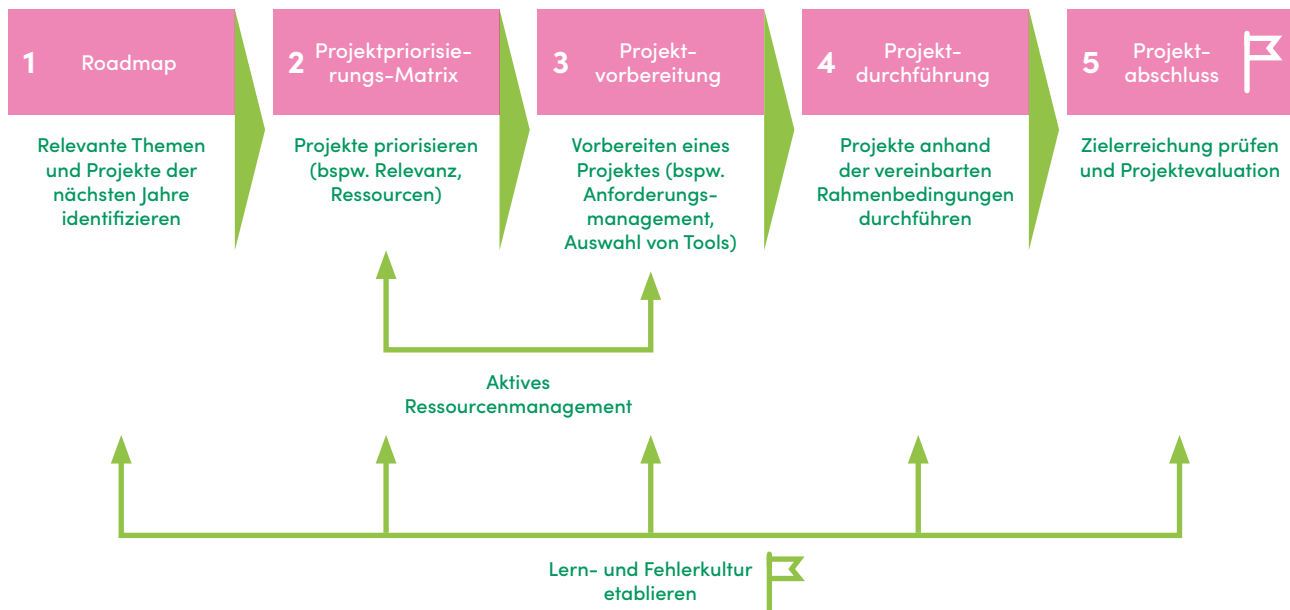 1 Roadmap
Relevante Themen
und Projekte der
nächsten Jahre
identifizieren
2 Projektpriorisie-
rungs-Matrix
Projekte priorisieren
(bspw. Relevanz,
Ressourcen)
3 Projekt-
vorbereitung
Vorbereiten eines
Projektes (bspw.
Anforderungs-
management,
Auswahl von Tools)
4 Projekt-
durchführung
Projekte anhand
der vereinbarten
Rahmenbedingungen
durchführen
5 Projekt-
abschluss
Zielerreichung prüfen
und Projektevaluation
Aktives
Ressourcenmanagement
Lern- und Fehlerkultur
etablieren